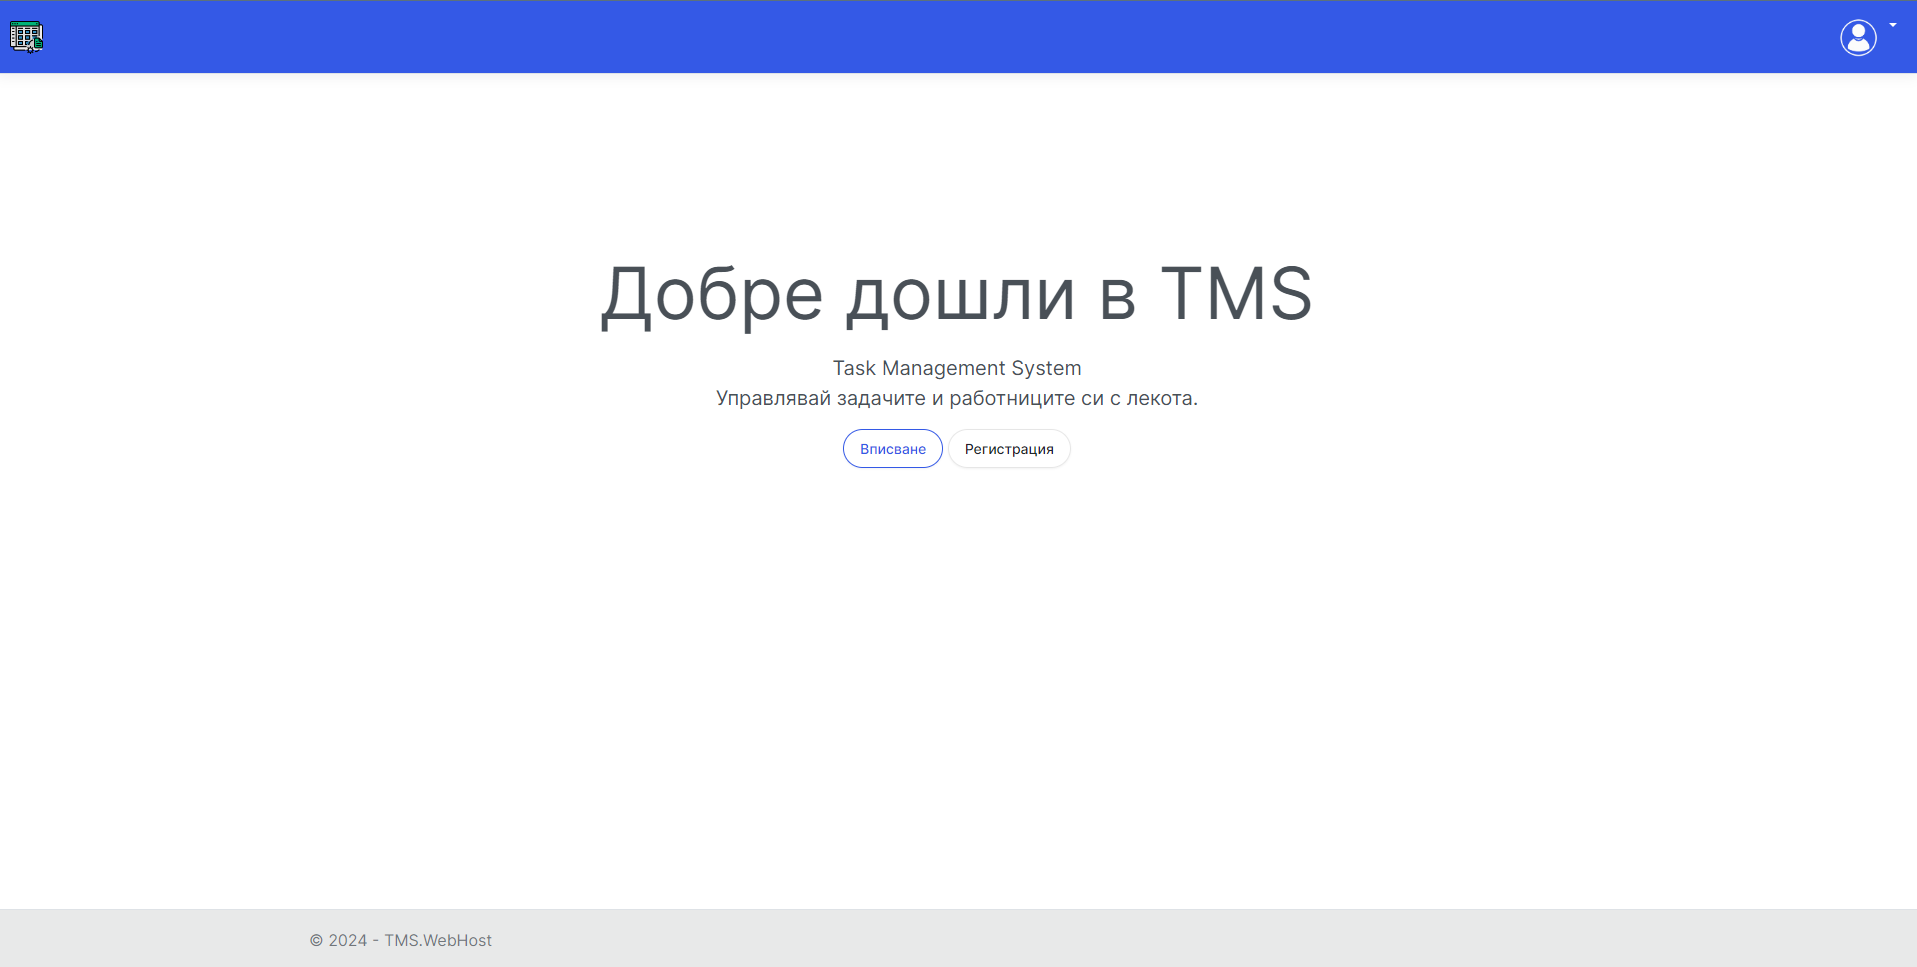 Добре дошли в TMS
Task Management System
Управлявай задачите и работниците си с лекота.
Вписване Регистрация
© 2024 - TMS.WebHost